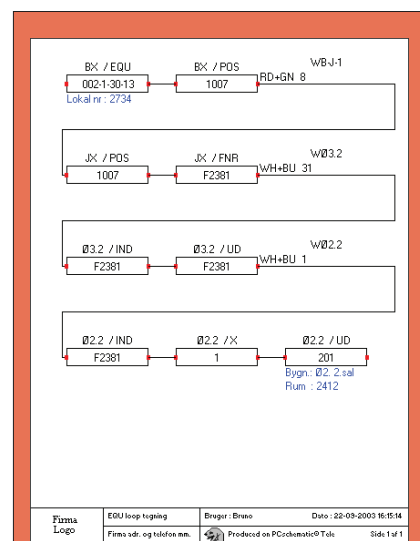 BX / EQU
BX / POS
WBJ-1
002-1-30-13
1007
RD+GN 8
Lokal nr : 2734
JX / POS
JX / FNR
WØ3.2
1007
F2381
WH+BU 31
Ø3.2 / IND
Ø3.2 / UD
WØ2.2
F2381
F2381
WH+BU 1
Ø2.2 / IND
Ø2.2 / X
Ø2.2 / UD
F2381
1
201
Bygn.: Ø2. 2.sal
Rum : 2412
Firma
Logo
EQU loop tegning
Bruger : Bruno
Dato : 22-09-2003 16:15:14
Firma adr. og telefon mm.
Produced on PCschematic® Tele
Side 1 af 1